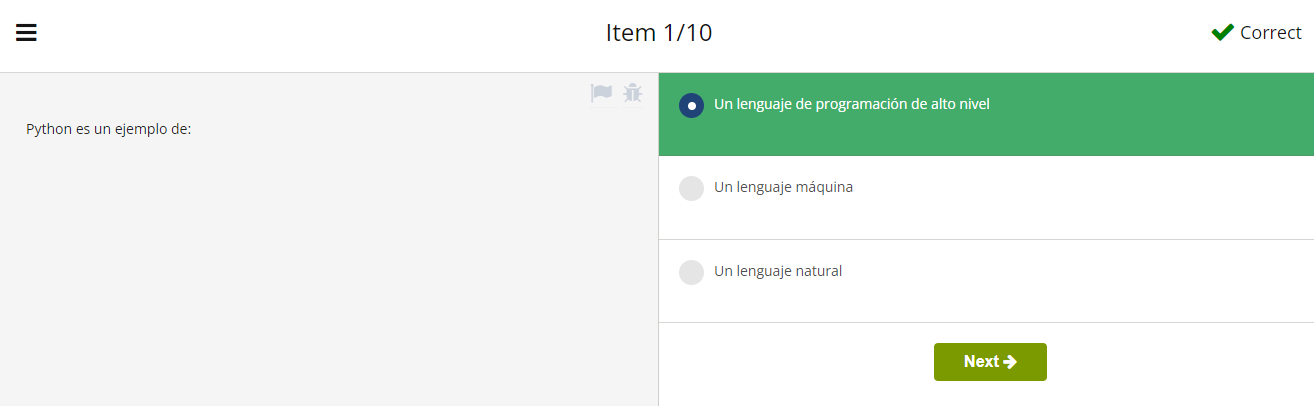 Item 1/10
Correct
Python es un ejemplo de:
Un lenguaje de programación de alto nivel
Un lenguaje máquina
Un lenguaje natural
Next